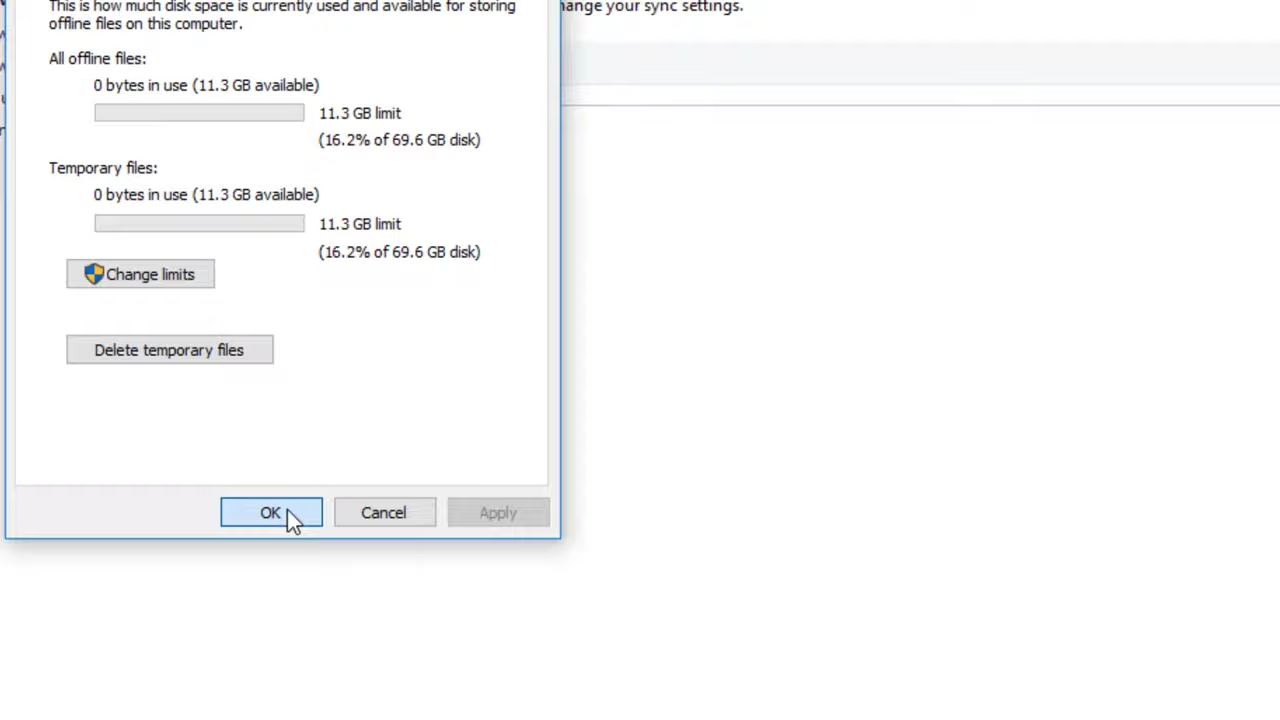 This is how much disk space is currently used and available for storing
offline files on this computer.
hange your sync settings.
All offline files:
0 bytes in use (11.3 GB available)
11.3 GB limit
(16.2% of 69.6 GB disk)
Temporary files:
0 bytes in use (11.3 GB available)
11.3 GB limit
(16.2% of 69.6 GB disk)
Change limits
Delete temporary files
OK
Cancel
Apply